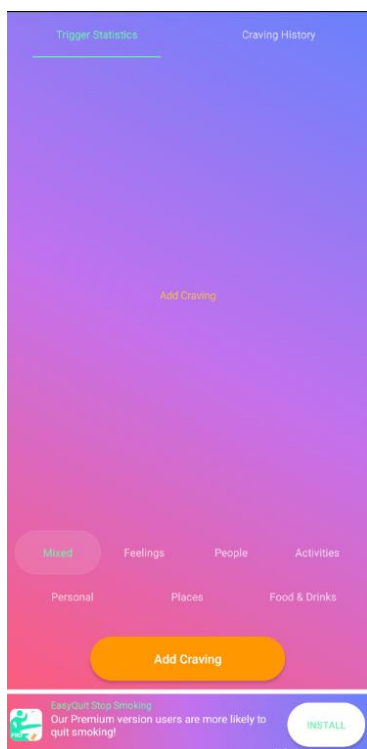 Trigger Statistics
Craving History
Add Craving
Mixed
Feelings
People
Activities
Personal
Places
Food & Drinks
Add Craving
EasyQuit Stop Smoking
Our Premium version users are more likely to
quit smoking!
INSTALL